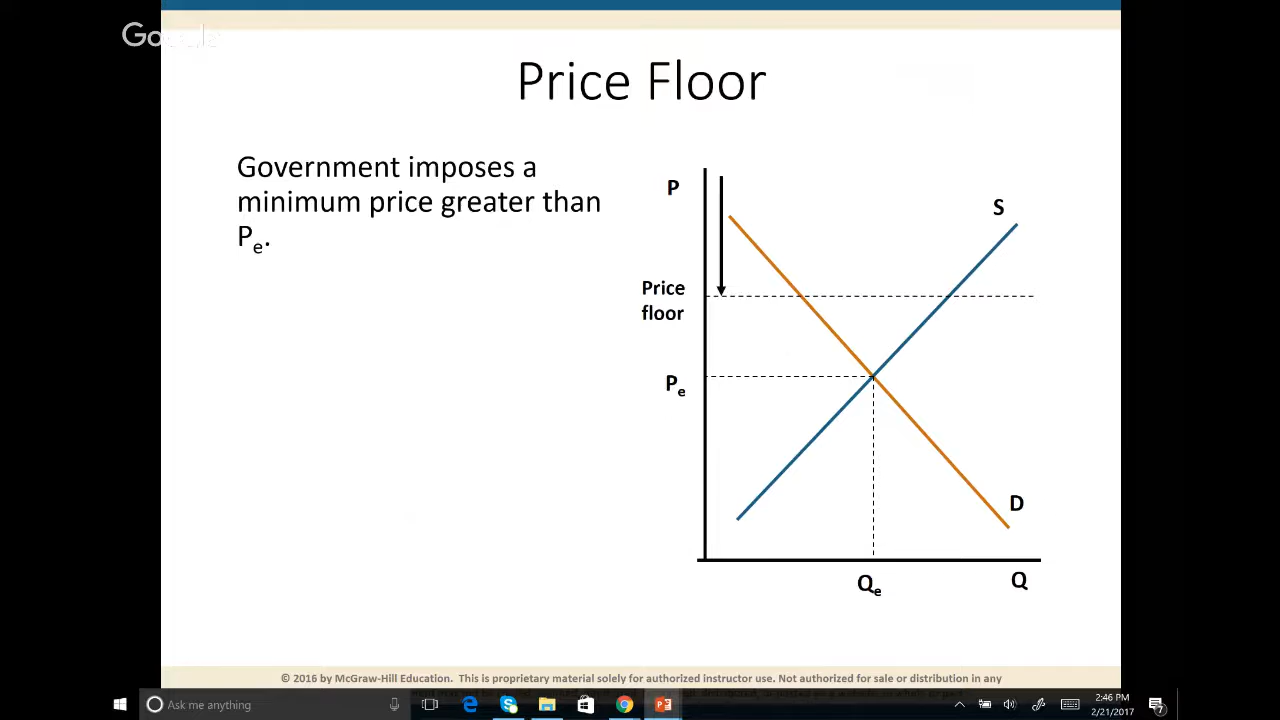 Google
Price Floor
Government imposes a
minimum price greater than
Pe.
P
S
Price
floor
Pe
D
Qe
Q
© 2016 by McGraw-Hill Education. This is proprietary material solely for authorized instructor use. Not authorized for sale or distribution in any
Ask me anything
2:46 PM
2/21/2017
7